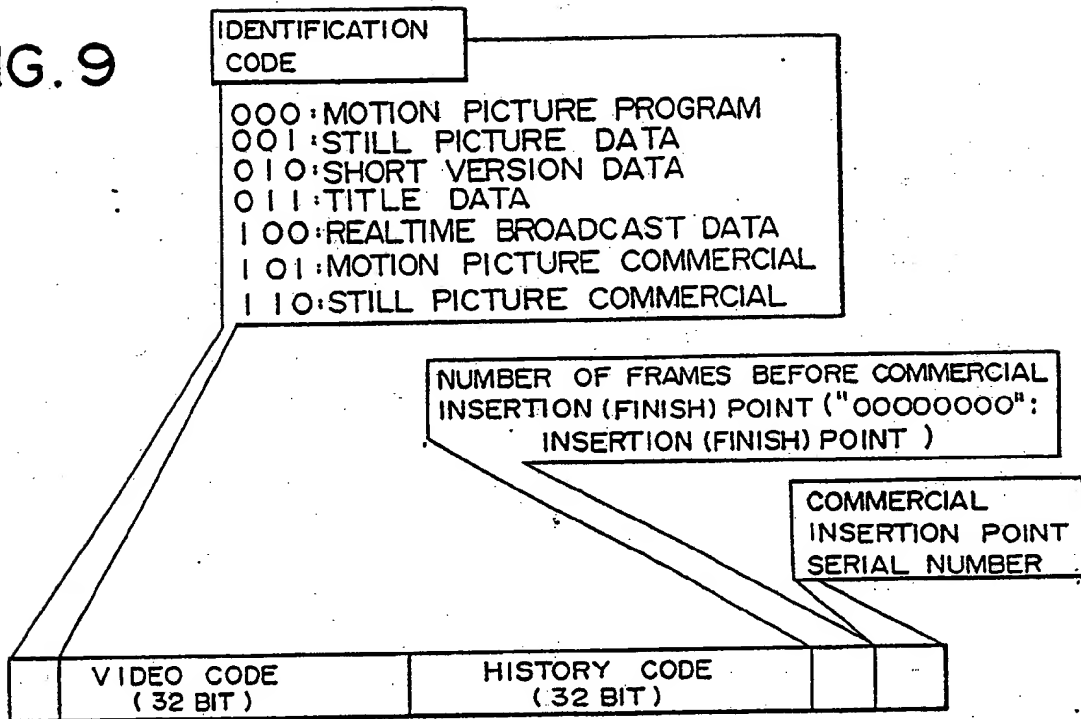 IG. 9
IDENTIFICATION
CODE
000:MOTION PICTURE PROGRAM
001:STILL PICTURE DATA
010:SHORT VERSION DATA
011:TITLE DATA
100:REALTIME BROADCAST DATA
101:MOTION PICTURE COMMERCIAL
110:STILL PICTURE COMMERCIAL
NUMBER OF FRAMES BEFORE COMMERCIAL
INSERTION (FINISH) POINT ("00000000":
INSERTION (FINISH) POINT )
COMMERCIAL
INSERTION POINT
SERIAL NUMBER
VIDEO CODE
(32 BIT)
HISTORY CODE
(32 BIT)